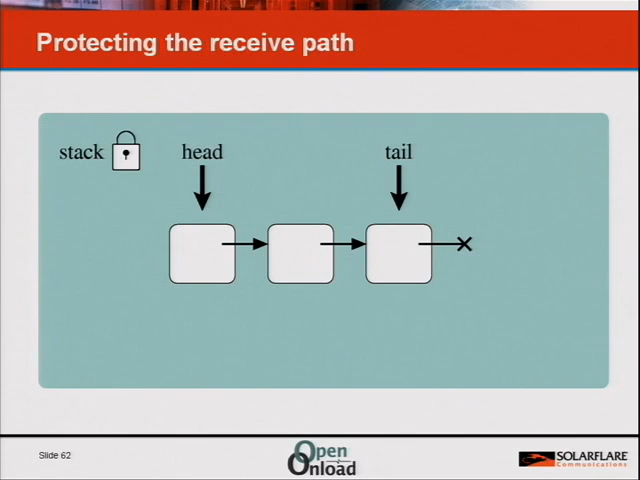 Protecting the receive path
stack
head
tail
Slide 62
Open
Onload
SOLARFLARE
Communications